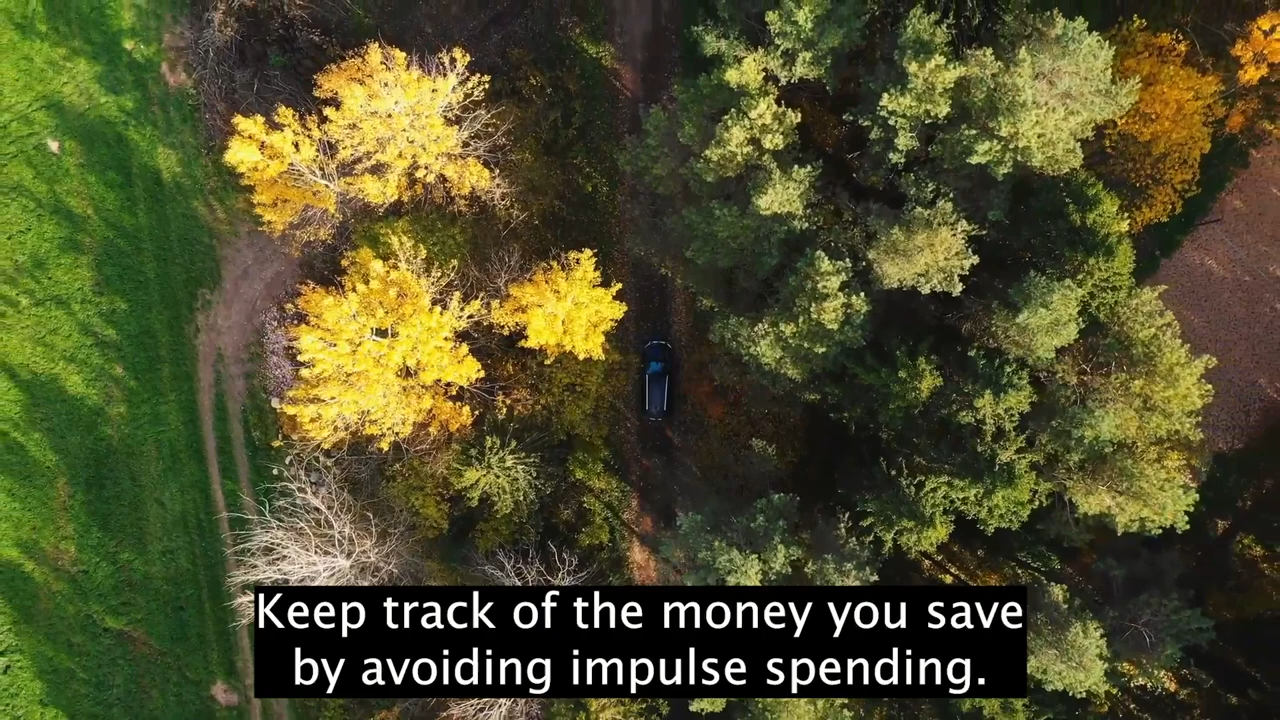 Keep track of the money you save
by avoiding impulse spending.